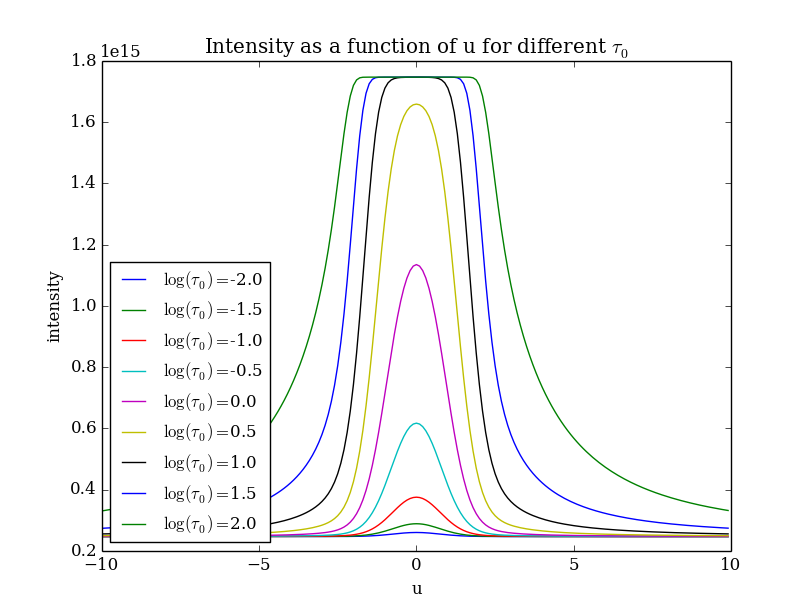 Intensity as a function of u for different τ₀
1e15
1.8
1.6
1.4
1.2
1.0
0.8
0.6
0.4
0.2
intensity
log(τ₀)=-2.0
log(τ₀)=-1.5
log(τ₀)=-1.0
log(τ₀)=-0.5
log(τ₀)=0.0
log(τ₀)=0.5
log(τ₀)=1.0
log(τ₀)=1.5
log(τ₀)=2.0
−10 −5 0 5 10
u